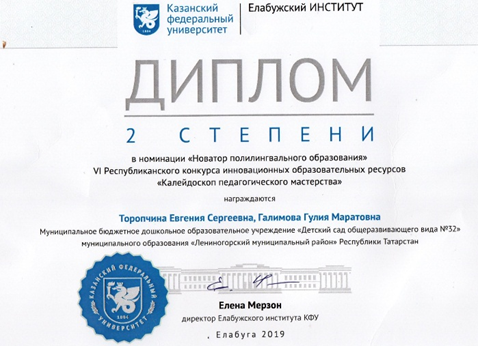 Казанский
федеральный
университет
Елабужский ИНСТИТУТ
1804
ДИПЛОМ
2 СТЕПЕНИ
в номинации «Новатор полилингвального образования»
VI Республиканского конкурса инновационных образовательных ресурсов
«Калейдоскоп педагогического мастерства»
награждаются
Торопчина Евгения Сергеевна, Галимова Гулия Маратовна
Муниципальное бюджетное дошкольное образовательное учреждение «Детский сад общеразвивающего вида №32»
муниципального образования «Лениногорский муниципальный район» Республики Татарстан
КАЗАНСКИЙ ФЕДЕРАЛЬНЫЙ
УНИВЕРСИТЕТ
1804
Елена Мерзон
директор Елабужского института КФУ
, Елабуга 2019